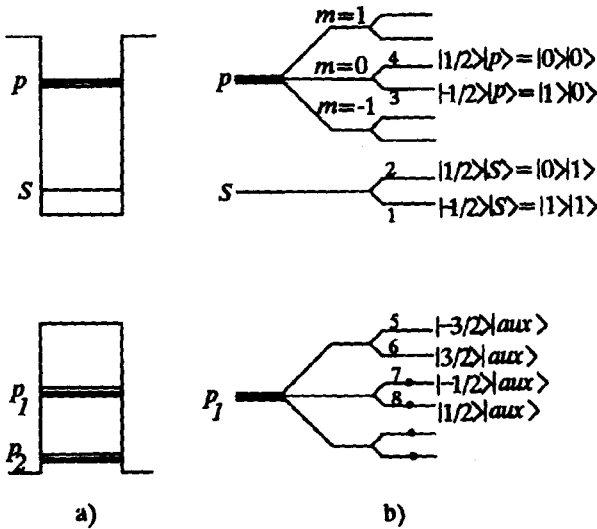 m=1
p
p
m=0
4
|1/2>|p>=|0>|0>
3
|-1/2>|p>=|1>|0>
m=-1
S
S
2
|1/2>|S>=|0>|1>
1
|-1/2>|S>=|1>|1>
5
|-3/2>|aux>
6
|3/2>|aux>
p1
p1
7
|-1/2>|aux>
8
|1/2>|aux>
p2
a)
b)